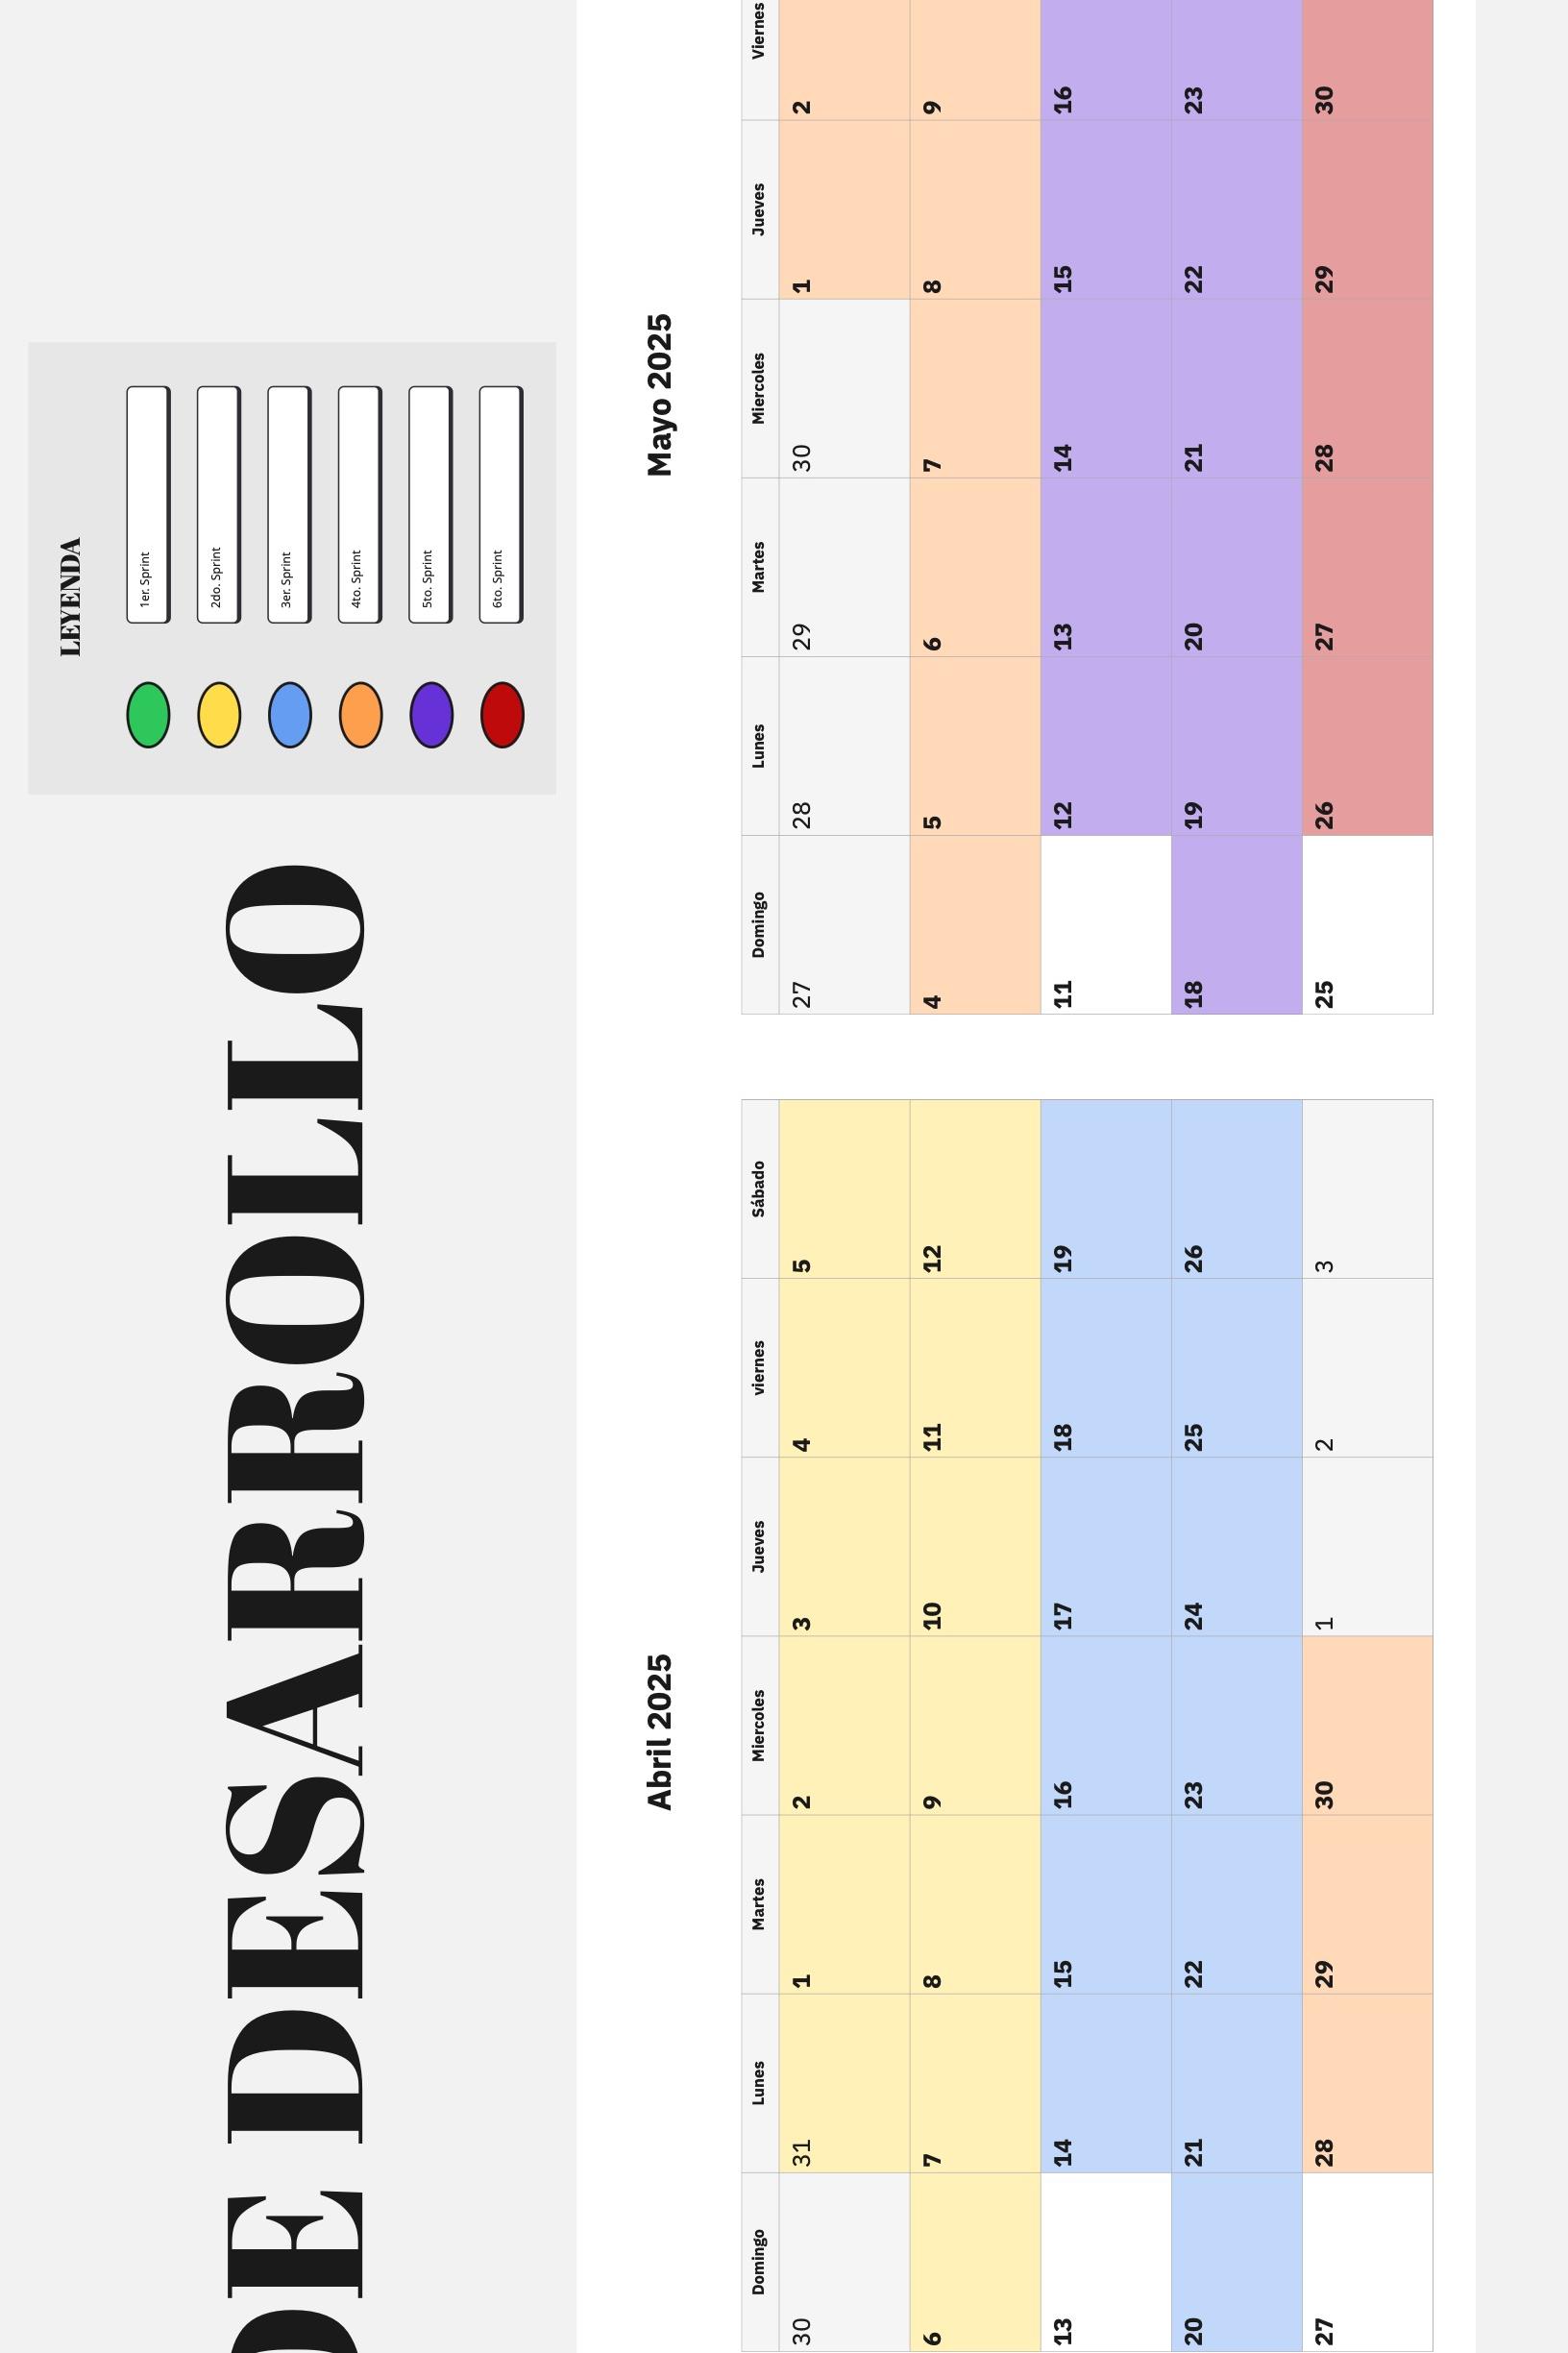 DE DESARROLLO
LEYENDA
1er. Sprint
2do. Sprint
3er. Sprint
4to. Sprint
5to. Sprint
6to. Sprint
Abril 2025
Domingo Lunes Martes Miercoles Jueves viernes Sábado
30 31 1 2 3 4 5
6 7 8 9 10 11 12
13 14 15 16 17 18 19
20 21 22 23 24 25 26
27 28 29 30 1 2 3
Mayo 2025
Domingo Lunes Martes Miercoles Jueves Viernes
27 28 29 30 1 2
4 5 6 7 8 9
11 12 13 14 15 16
18 19 20 21 22 23
25 26 27 28 29 30